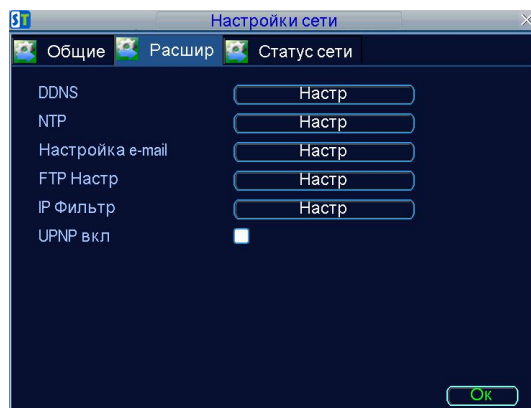 ST Настройки сети
Общие Расшир Статус сети
DDNS Настр
NTP Настр
Настройка e-mail Настр
FTP Настр Настр
IP Фильтр Настр
UPNP вкл
Ок